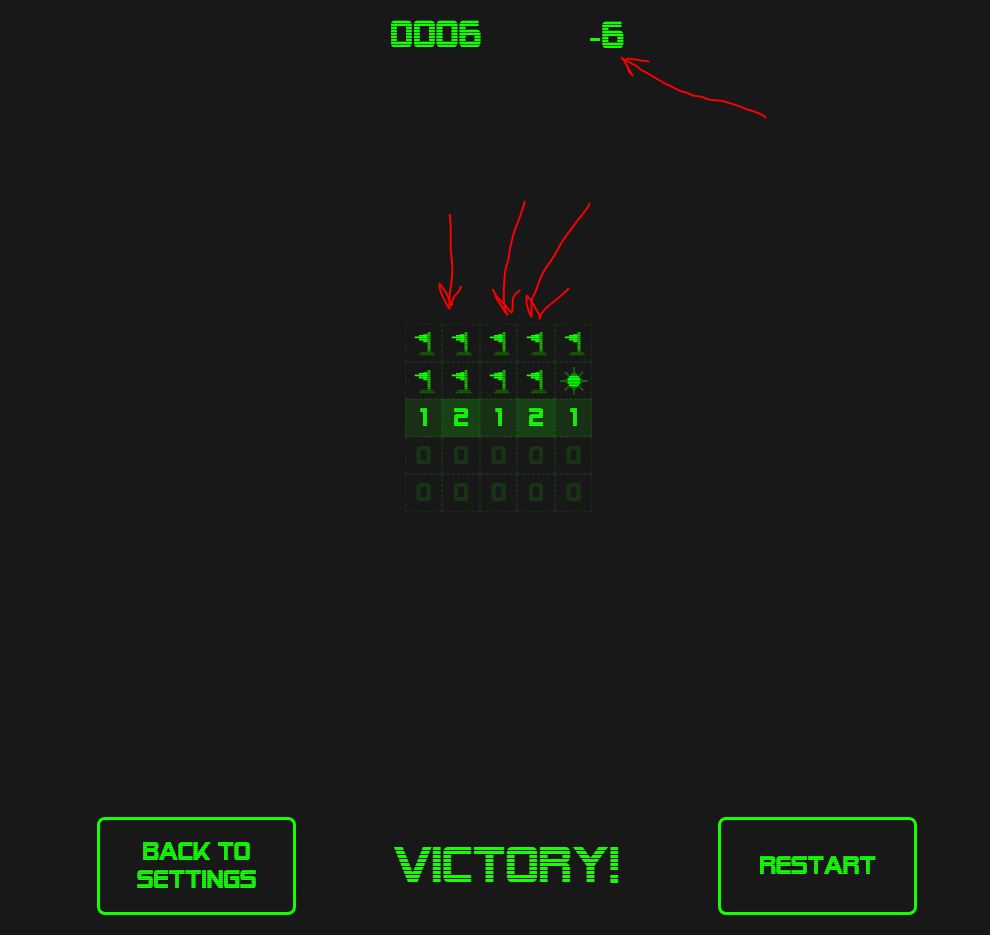 0006 -6
1 2 1 2 1
0 0 0 0 0
0 0 0 0 0
BACK TO
SETTINGS
VICTORY!
RESTART